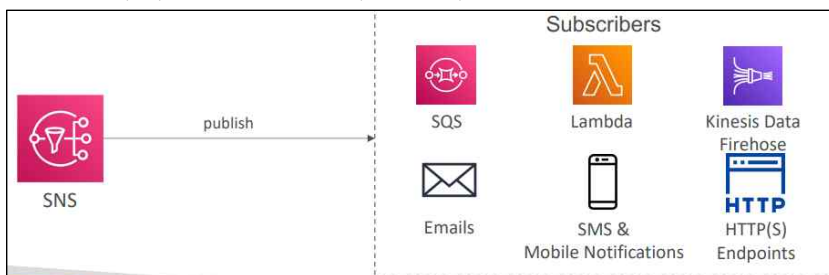 Subscribers
publish
SNS
SQS
Lambda
Kinesis Data
Firehose
Emails
SMS &
Mobile Notifications
HTTP
HTTP(S)
Endpoints